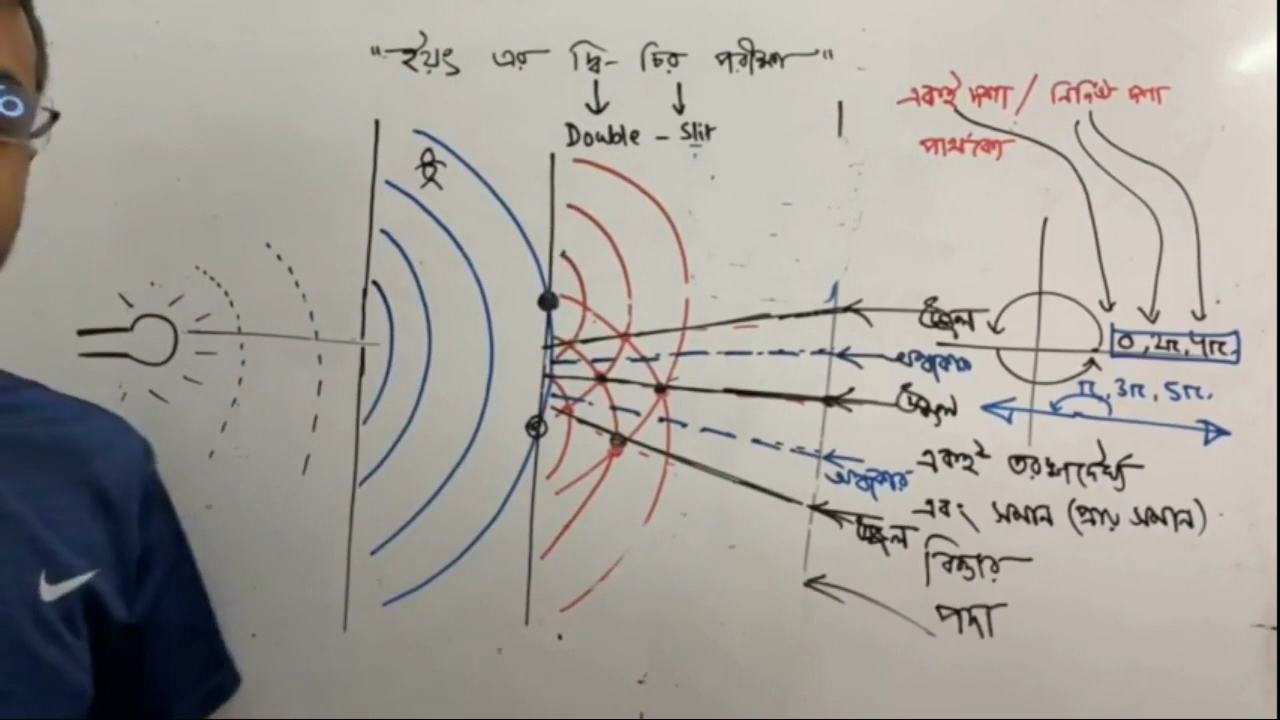 "ইয়ং এর দ্বি- চির পরীক্ষা"
Double - Slit
একই দশা / নির্দিষ্ট দশা
পার্থক্যে
উজ্জ্বল
0, 2π, 4π.
অন্ধকার
π, 3π, 5π.
উজ্জ্বল
অন্ধকার
একই তরঙ্গদৈর্ঘ্য
এবং সমান (প্রায় সমান)
উজ্জ্বল
বিস্তার
পর্দা